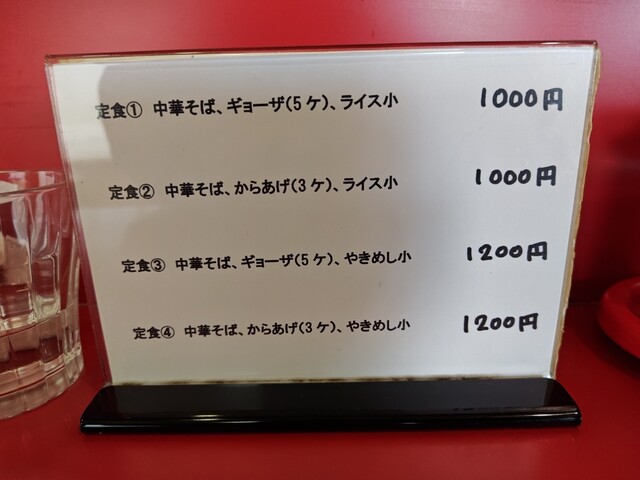 定食① 中華そば、ギョーザ(5ケ)、ライス小 1000円
定食② 中華そば、からあげ(3ケ)、ライス小 1000円
定食③ 中華そば、ギョーザ(5ケ)、やきめし小 1200円
定食④ 中華そば、からあげ(3ケ)、やきめし小 1200円